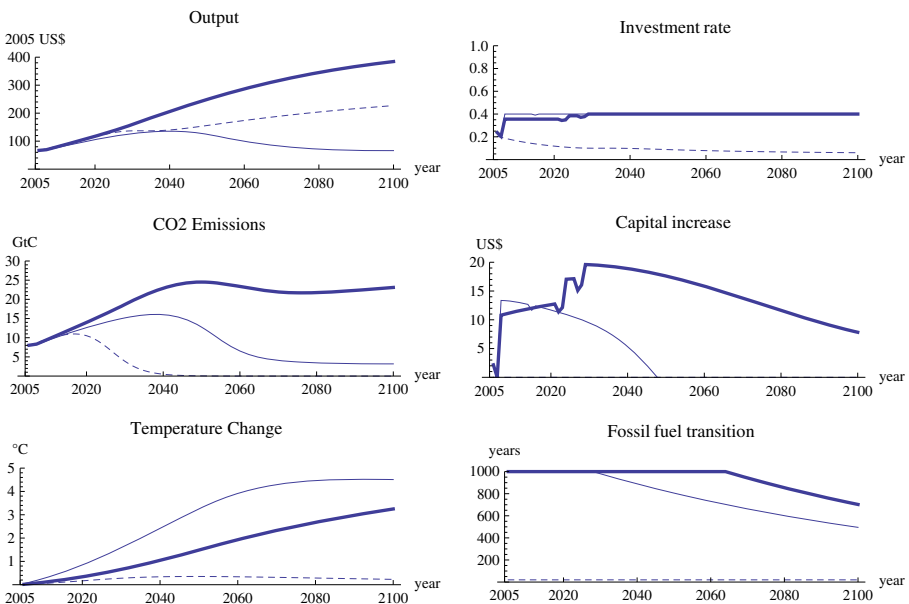 Output
2005 US$
400
300
200
100
2005 2020 2040 2060 2080 2100
year
Investment rate
1.0
0.8
0.6
0.4
0.2
2005 2020 2040 2060 2080 2100
year
CO2 Emissions
GtC
30
25
20
15
10
5
2005 2020 2040 2060 2080 2100
year
Capital increase
US$
20
15
10
5
2005 2020 2040 2060 2080 2100
year
Temperature Change
°C
5
4
3
2
1
2005 2020 2040 2060 2080 2100
year
Fossil fuel transition
years
1000
800
600
400
200
2005 2020 2040 2060 2080 2100
year